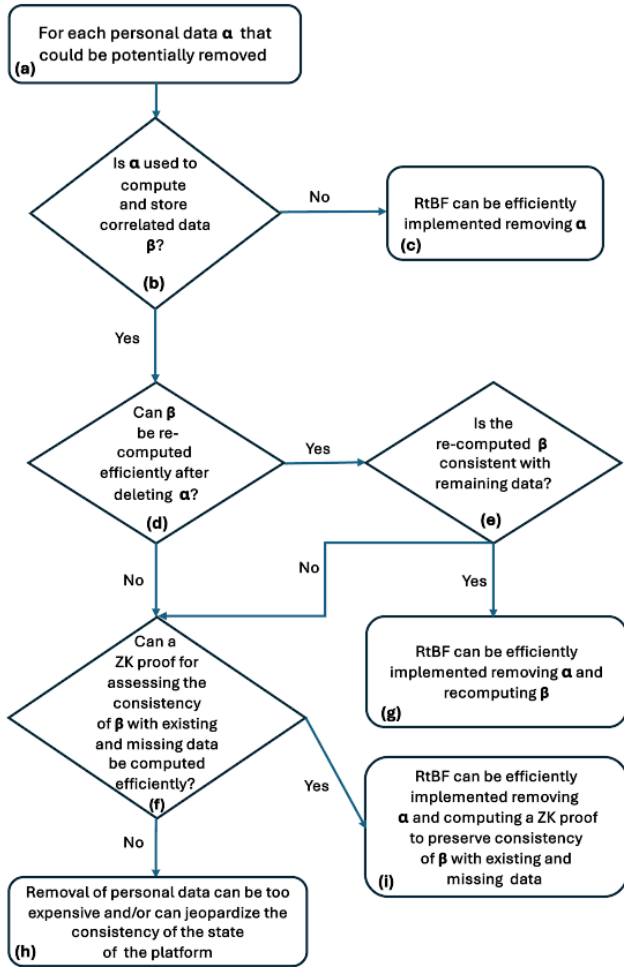 For each personal data α that
could be potentially removed
(a)
Is α used to
compute
and store
correlated data
β?
(b)
No
RtBF can be efficiently
implemented removing α
(c)
Yes
Can β
be re-
computed
efficiently after
deleting α?
(d)
Yes
Is the
re-computed β
consistent with
remaining data?
(e)
No
No
Yes
Can a
ZK proof for
assessing the
consistency
of β with existing
and missing data
be computed
efficiently?
(f)
RtBF can be efficiently
implemented removing α and
recomputing β
(g)
Yes
RtBF can be efficiently
implemented removing
α and computing a ZK proof
to preserve consistency
of β with existing and
missing data
(i)
No
Removal of personal data can be too
expensive and/or can jeopardize the
consistency of the state
of the platform
(h)